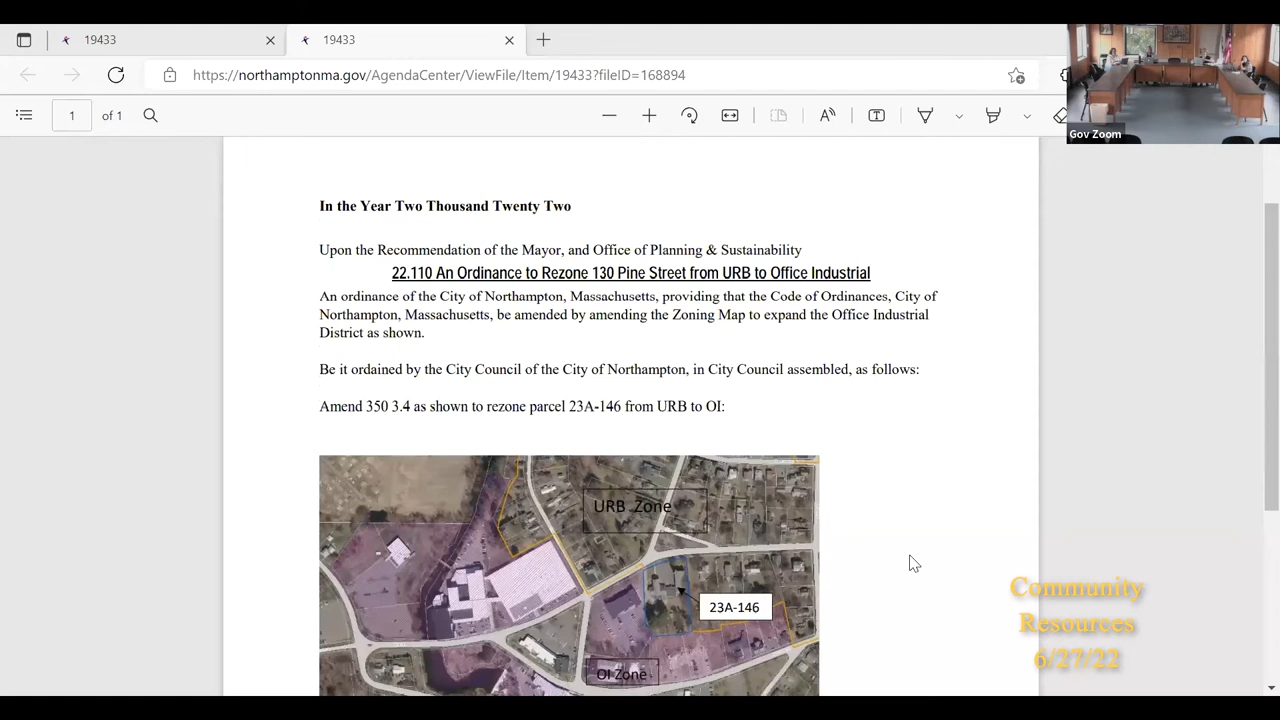 19433
19433
https://northamptonma.gov/AgendaCenter/ViewFile/Item/19433?fileID=168894
1 of 1
Gov Zoom
In the Year Two Thousand Twenty Two
Upon the Recommendation of the Mayor, and Office of Planning & Sustainability
22.110 An Ordinance to Rezone 130 Pine Street from URB to Office Industrial
An ordinance of the City of Northampton, Massachusetts, providing that the Code of Ordinances, City of
Northampton, Massachusetts, be amended by amending the Zoning Map to expand the Office Industrial
District as shown.
Be it ordained by the City Council of the City of Northampton, in City Council assembled, as follows:
Amend 350 3.4 as shown to rezone parcel 23A-146 from URB to OI:
URB Zone
23A-146
OI Zone
Community
Resources
6/27/22